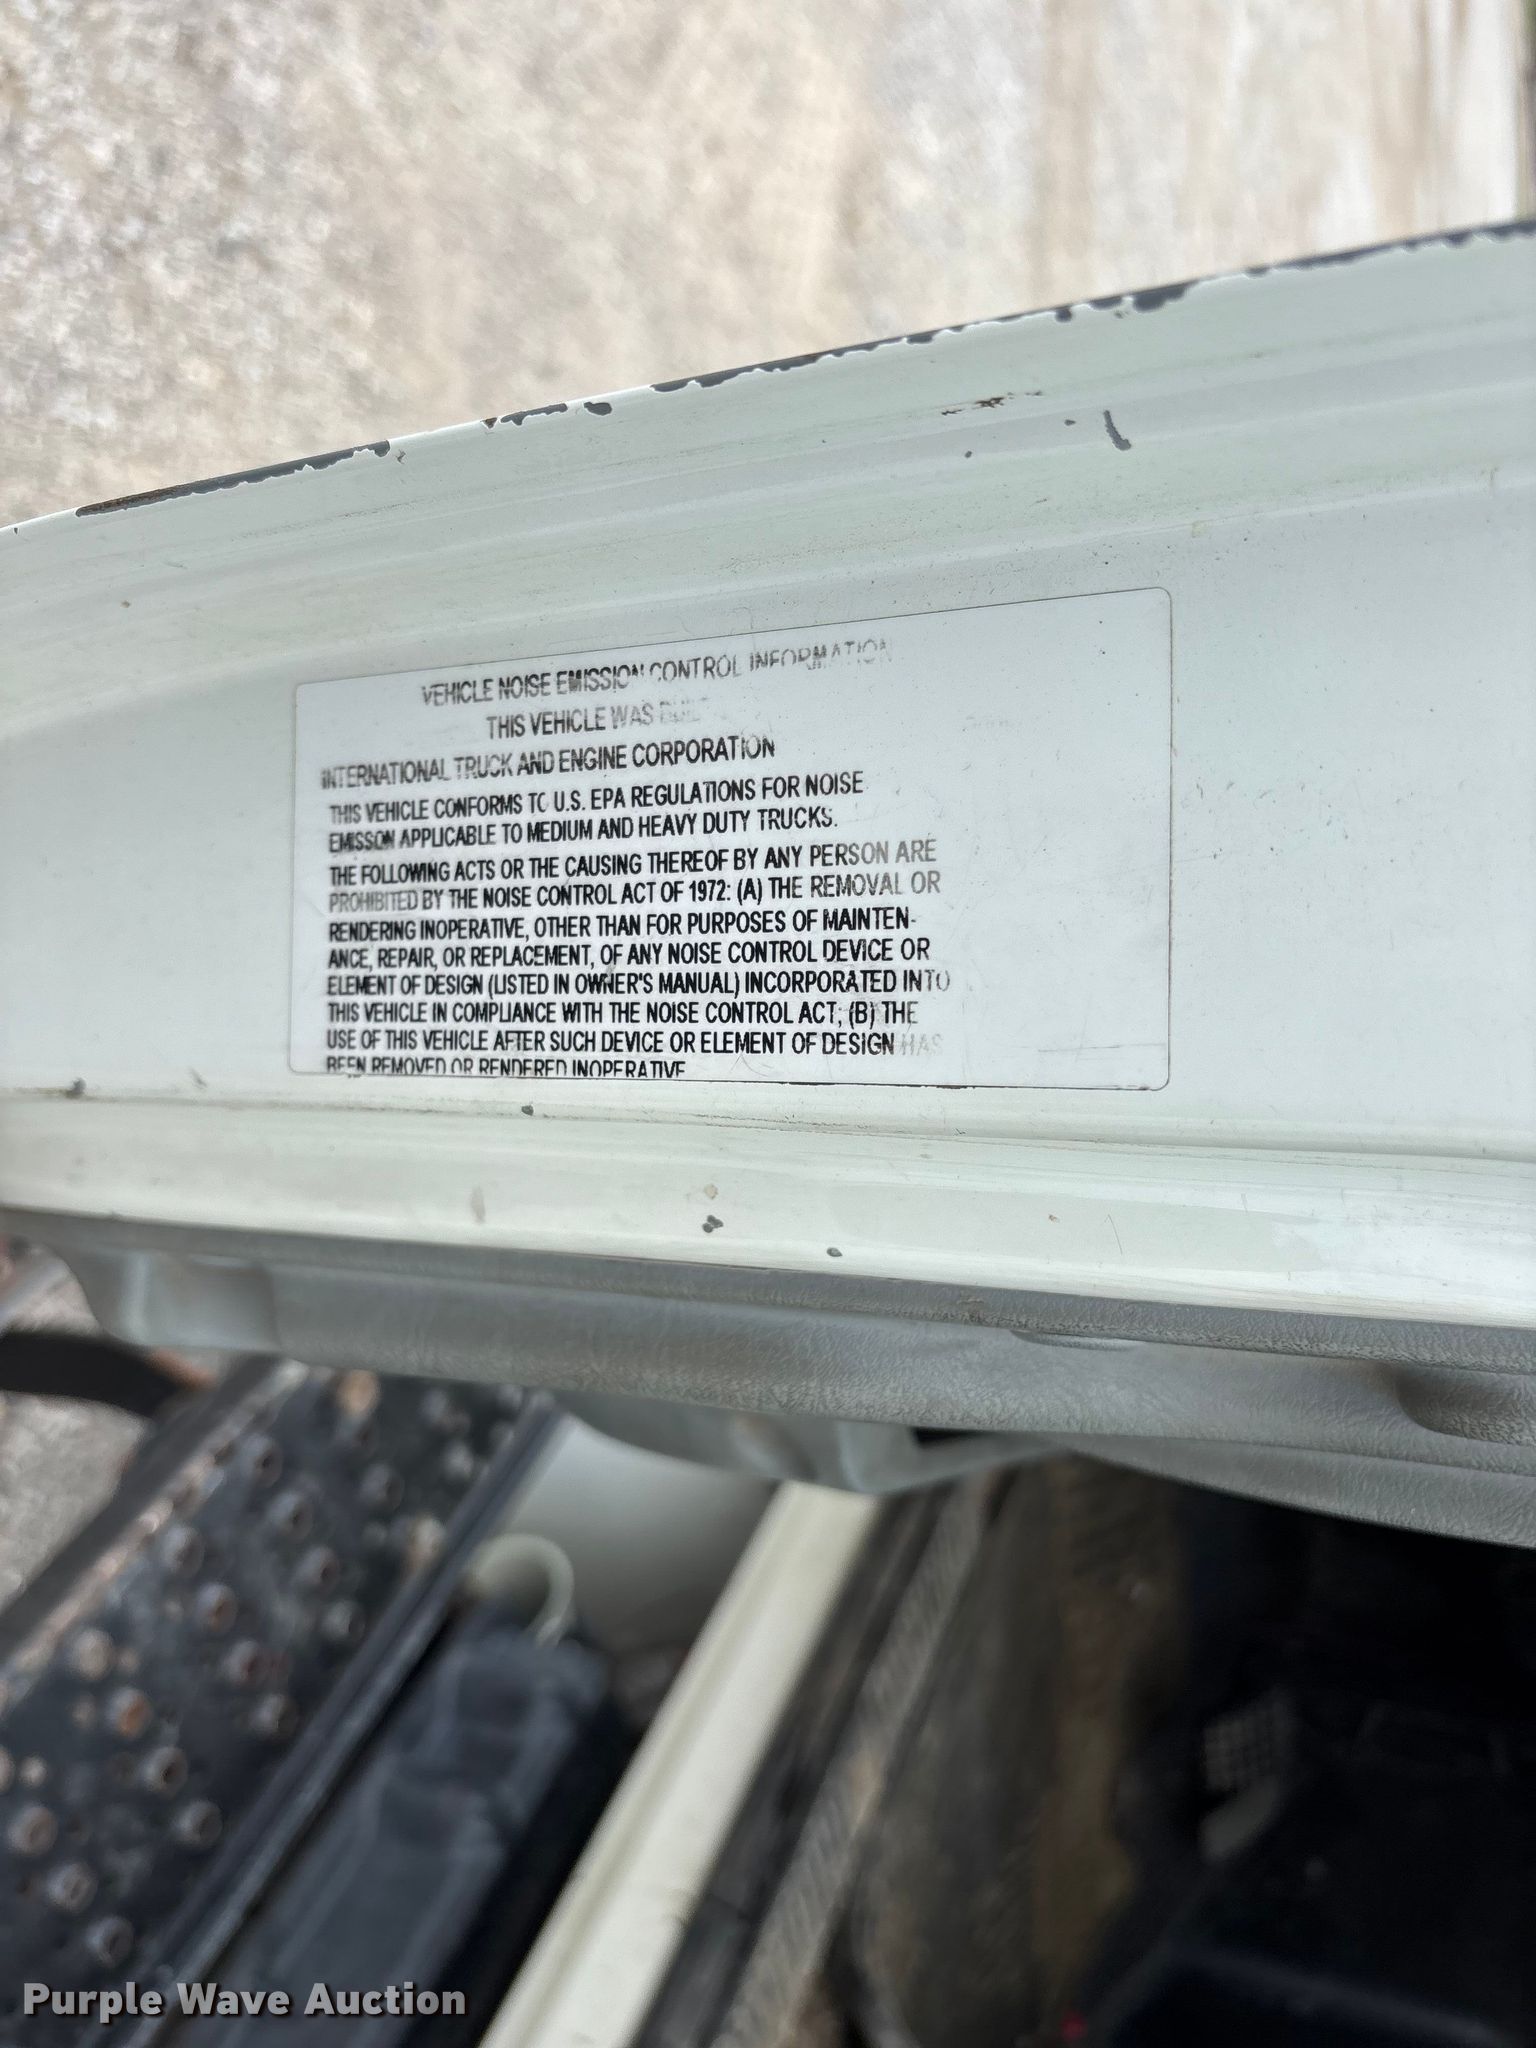 VEHICLE NOISE EMISSION CONTROL INFORMATION
THIS VEHICLE WAS BUILT
INTERNATIONAL TRUCK AND ENGINE CORPORATION
THIS VEHICLE CONFORMS TO U.S. EPA REGULATIONS FOR NOISE
EMISSON APPLICABLE TO MEDIUM AND HEAVY DUTY TRUCKS.
THE FOLLOWING ACTS OR THE CAUSING THEREOF BY ANY PERSON ARE
PROHIBITED BY THE NOISE CONTROL ACT OF 1972: (A) THE REMOVAL OR
RENDERING INOPERATIVE, OTHER THAN FOR PURPOSES OF MAINTEN-
ANCE, REPAIR, OR REPLACEMENT, OF ANY NOISE CONTROL DEVICE OR
ELEMENT OF DESIGN (LISTED IN OWNER'S MANUAL) INCORPORATED INTO
THIS VEHICLE IN COMPLIANCE WITH THE NOISE CONTROL ACT; (B) THE
USE OF THIS VEHICLE AFTER SUCH DEVICE OR ELEMENT OF DESIGN HAS
BEEN REMOVED OR RENDERED INOPERATIVE
Purple Wave Auction